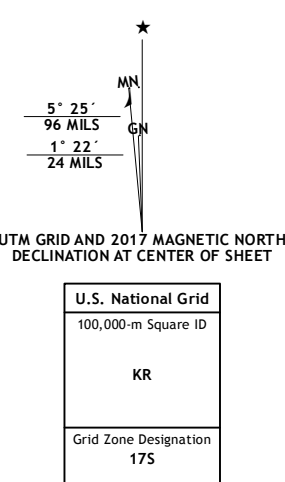 MN
5° 25´
96 MILS
GN
1° 22´
24 MILS
UTM GRID AND 2017 MAGNETIC NORTH
DECLINATION AT CENTER OF SHEET
U.S. National Grid
100,000-m Square ID
KR
Grid Zone Designation
17S